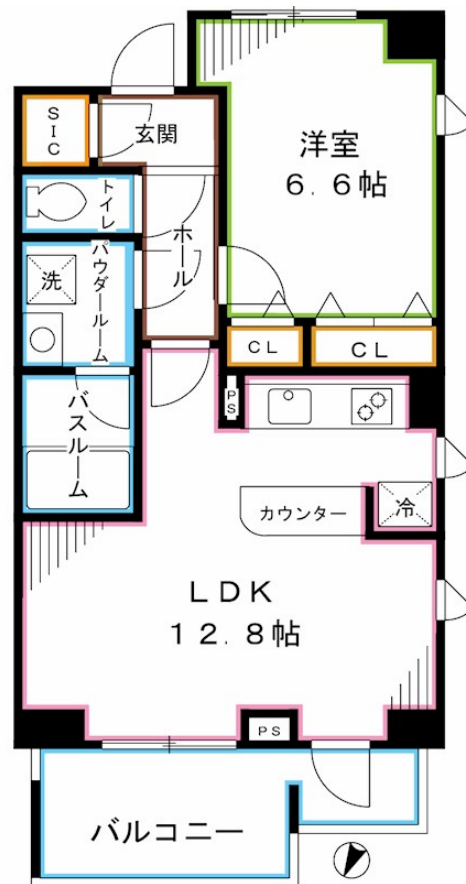 SIC
玄関
洋室
6.6帖
トイレ
ホール
洗
パウダールーム
CL
CL
バスルーム
PS
カウンター
冷
LDK
12.8帖
PS
バルコニー